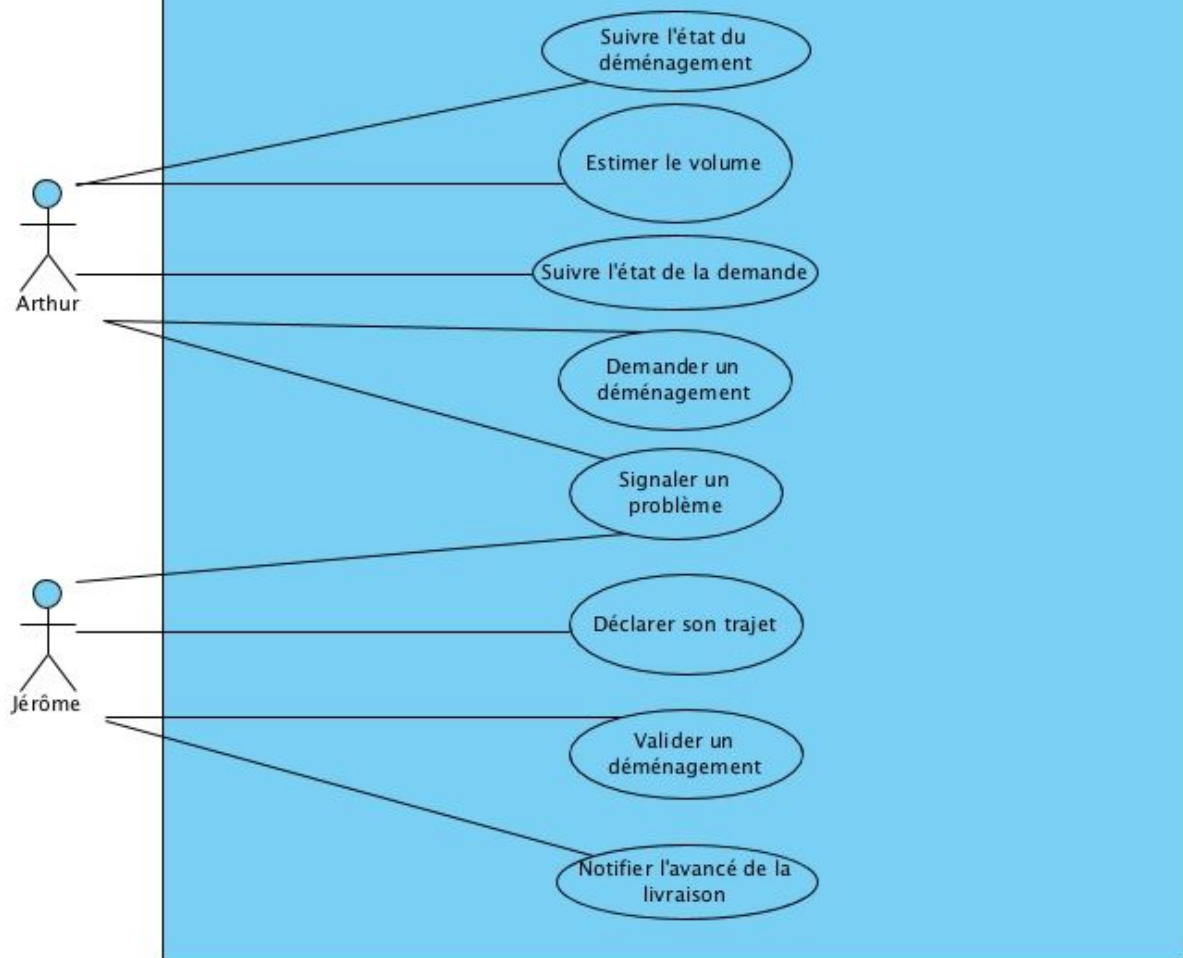 Suivre l'état du
déménagement
Estimer le volume
Suivre l'état de la demande
Arthur
Demander un
déménagement
Signaler un
problème
Déclarer son trajet
Jérôme
Valider un
déménagement
Notifier l'avancé de la
livraison